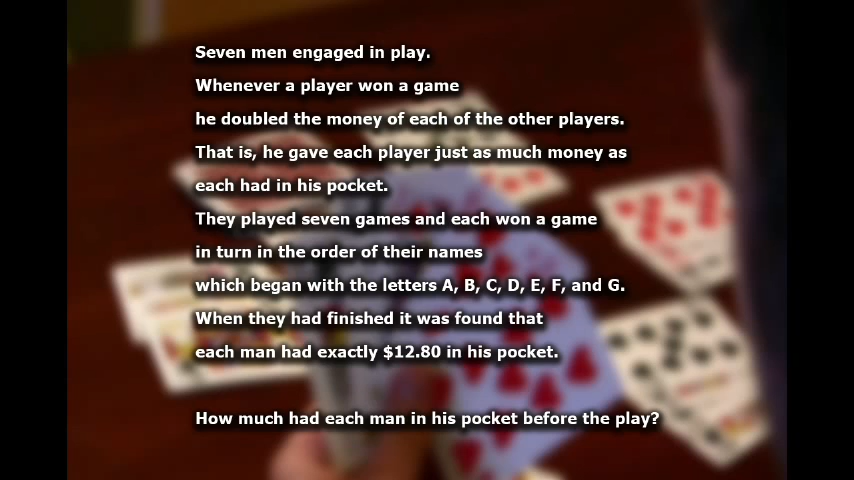 Seven men engaged in play.
Whenever a player won a game
he doubled the money of each of the other players.
That is, he gave each player just as much money as
each had in his pocket.
They played seven games and each won a game
in turn in the order of their names
which began with the letters A, B, C, D, E, F, and G.
When they had finished it was found that
each man had exactly $12.80 in his pocket.
How much had each man in his pocket before the play?